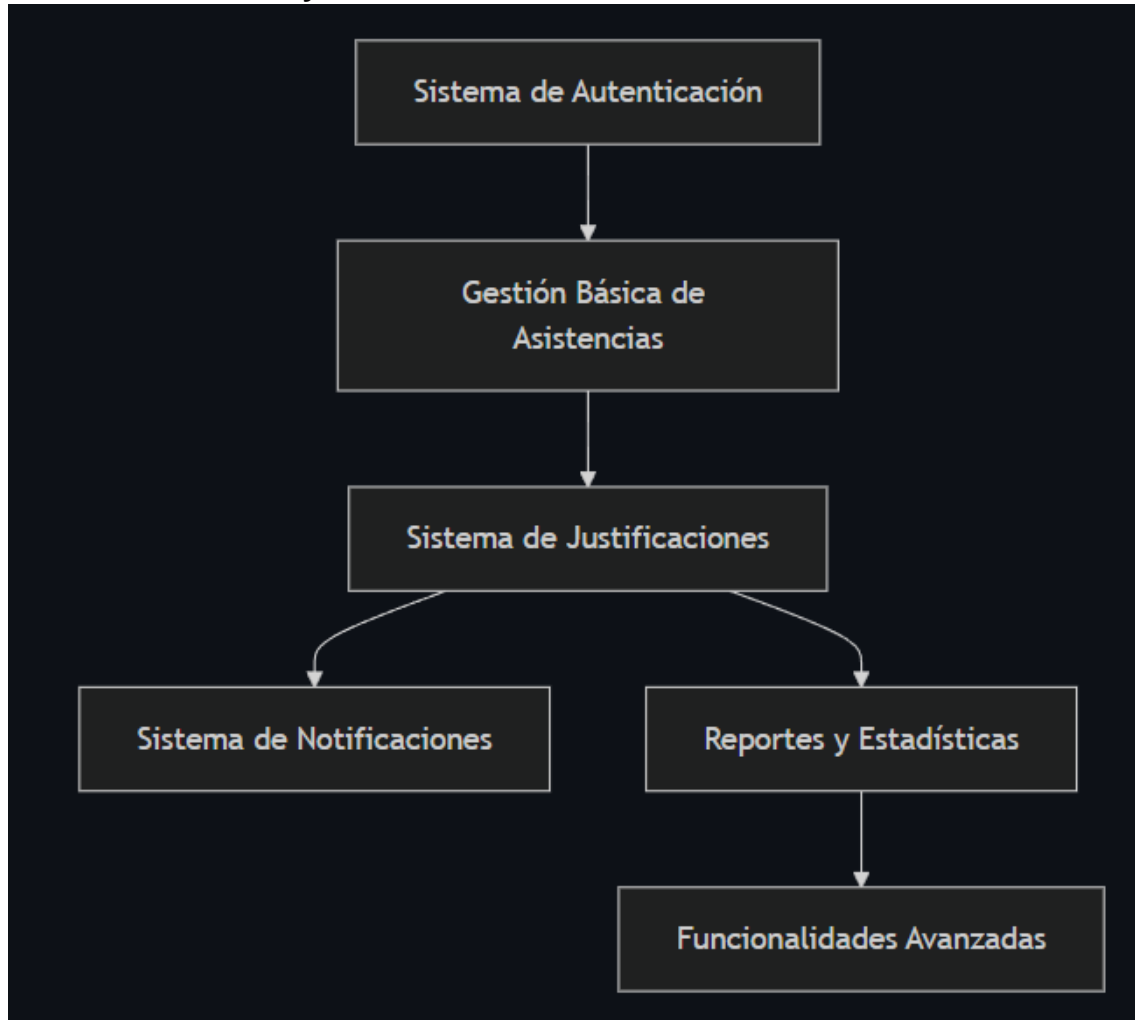 Sistema de Autenticación
Gestión Básica de
Asistencias
Sistema de Justificaciones
Sistema de Notificaciones
Reportes y Estadísticas
Funcionalidades Avanzadas